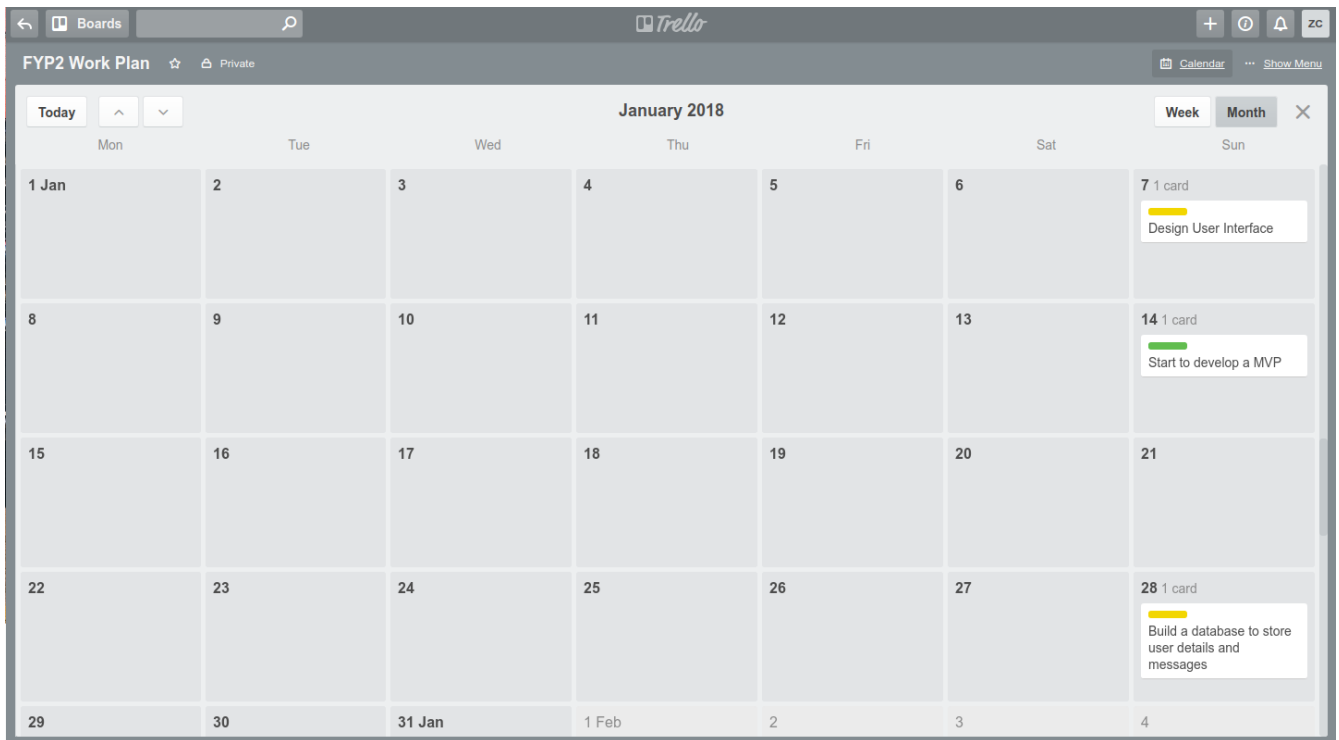 Boards
Trello
ZC
FYP2 Work Plan Private
Calendar ··· Show Menu
Today
January 2018
Week Month
Mon Tue Wed Thu Fri Sat Sun
1 Jan 2 3 4 5 6 7 1 card
Design User Interface
8 9 10 11 12 13 14 1 card
Start to develop a MVP
15 16 17 18 19 20 21
22 23 24 25 26 27 28 1 card
Build a database to store
user details and
messages
29 30 31 Jan 1 Feb 2 3 4